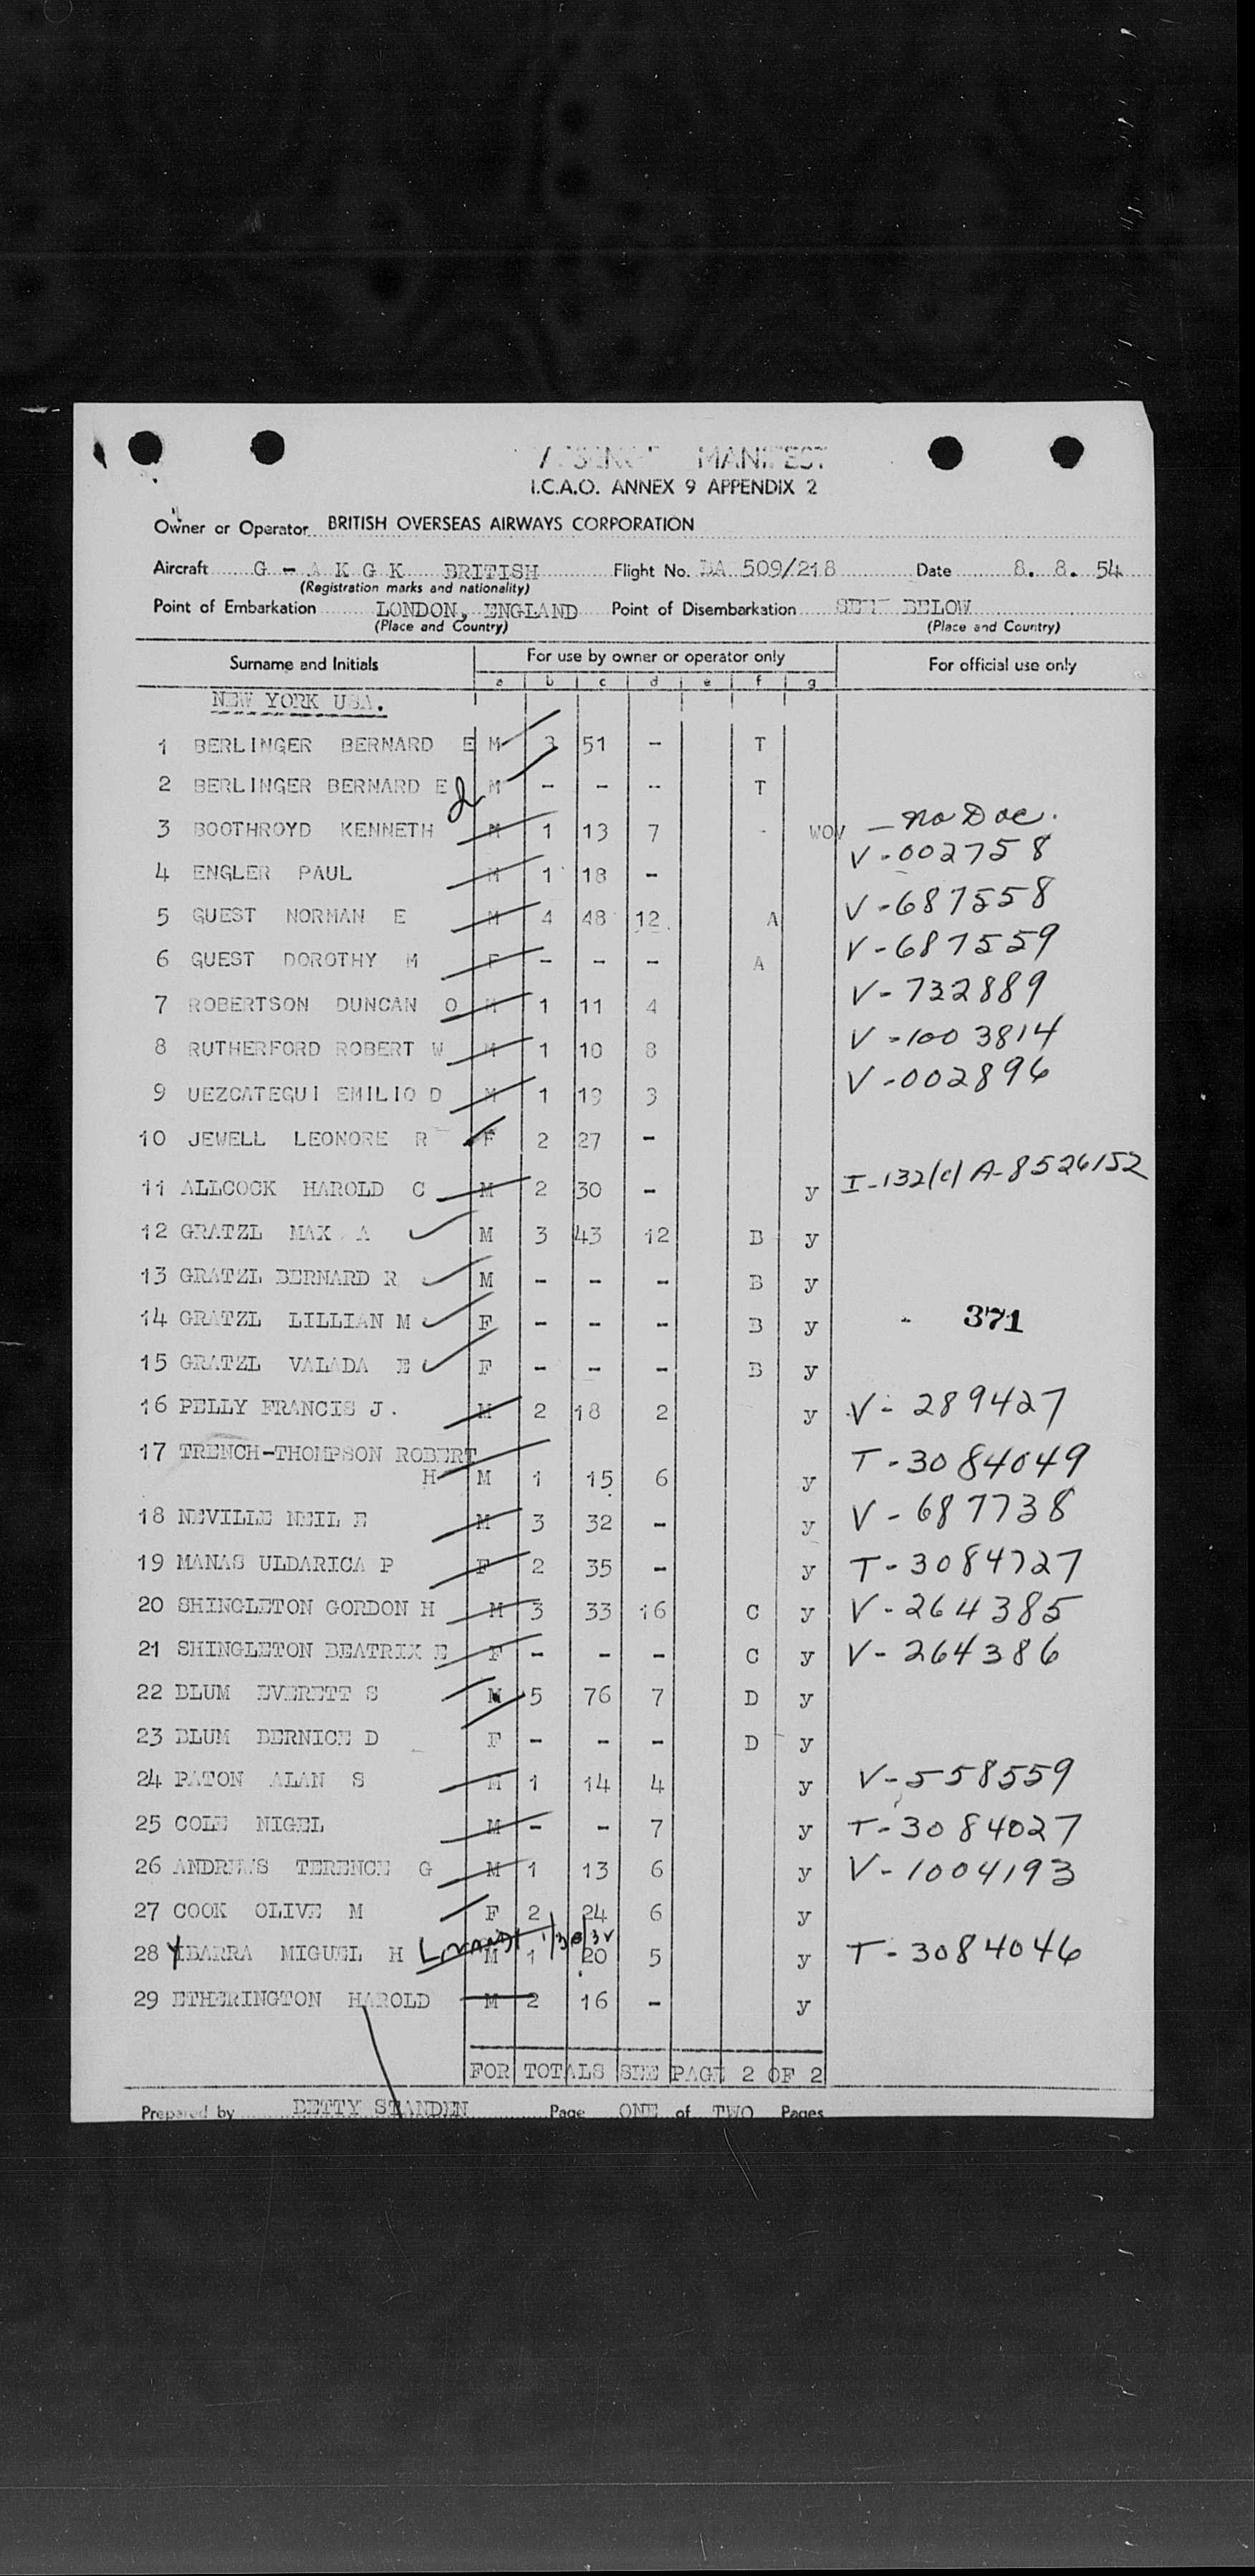 MANIFEST
I.C.A.O. ANNEX 9 APPENDIX 2
Owner or Operator BRITISH OVERSEAS AIRWAYS CORPORATION
Aircraft G - A K G K BRITISH Flight No. BA 509/218 Date 8. 8. 54
(Registration marks and nationality)
Point of Embarkation LONDON, ENGLAND Point of Disembarkation SEE BELOW
(Place and Country) (Place and Country)
Surname and Initials For use by owner or operator only For official use only
a b c d e f g
NEW YORK USA.
1 BERLINGER BERNARD E M 3 51 - T
2 BERLINGER BERNARD E M - - - T
3 BOOTHROYD KENNETH M 1 13 7 - WOV - no Doc.
4 ENGLER PAUL M 1 18 - V-002758
5 GUEST NORMAN E M 4 48 12. A V-687558
6 GUEST DOROTHY M F - - - A V-687559
7 ROBERTSON DUNCAN O M 1 11 4 V-732889
8 RUTHERFORD ROBERT W M 1 10 8 V-1003814
9 UEZCATEGUI EMILIO D M 1 19 3 V-002896
10 JEWELL LEONORE R F 2 27 -
11 ALLCOCK HAROLD C M 2 30 - y I-132(c) A-8526152
12 GRATZL MAX A M 3 43 12 B y
13 GRATZL BERNARD R M - - - B y
14 GRATZL LILLIAN M F - - - B y 371
15 GRATZL VALADA E F - - - B y
16 PELLY FRANCIS J. M 2 18 2 y V-289427
17 TRENCH-THOMPSON ROBERT T-3084049
H M 1 15 6 y
18 NEVILLE NEIL E M 3 32 - y V-687738
19 MANAS ULDARICA P F 2 35 - y T-3084727
20 SHINGLETON GORDON H M 3 33 16 C y V-264385
21 SHINGLETON BEATRIX E F - - - C y V-264386
22 BLUM EVERETT S M 5 76 7 D y
23 BLUM BERNICE D F - - - D y
24 PATON ALAN S M 1 14 4 y V-558559
25 COLE NIGEL M - - 7 y T-3084027
26 ANDREWS TERENCE G M 1 13 6 y V-1004193
27 COOK OLIVE M F 2 24 6 y
28 YBARRA MIGUEL H M 1 20 5 y T-3084046
29 ETHERINGTON HAROLD M 2 16 - y
FOR TOTALS SEE PAGE 2 OF 2
Prepared by BETTY STANDEN Page ONE of TWO Pages